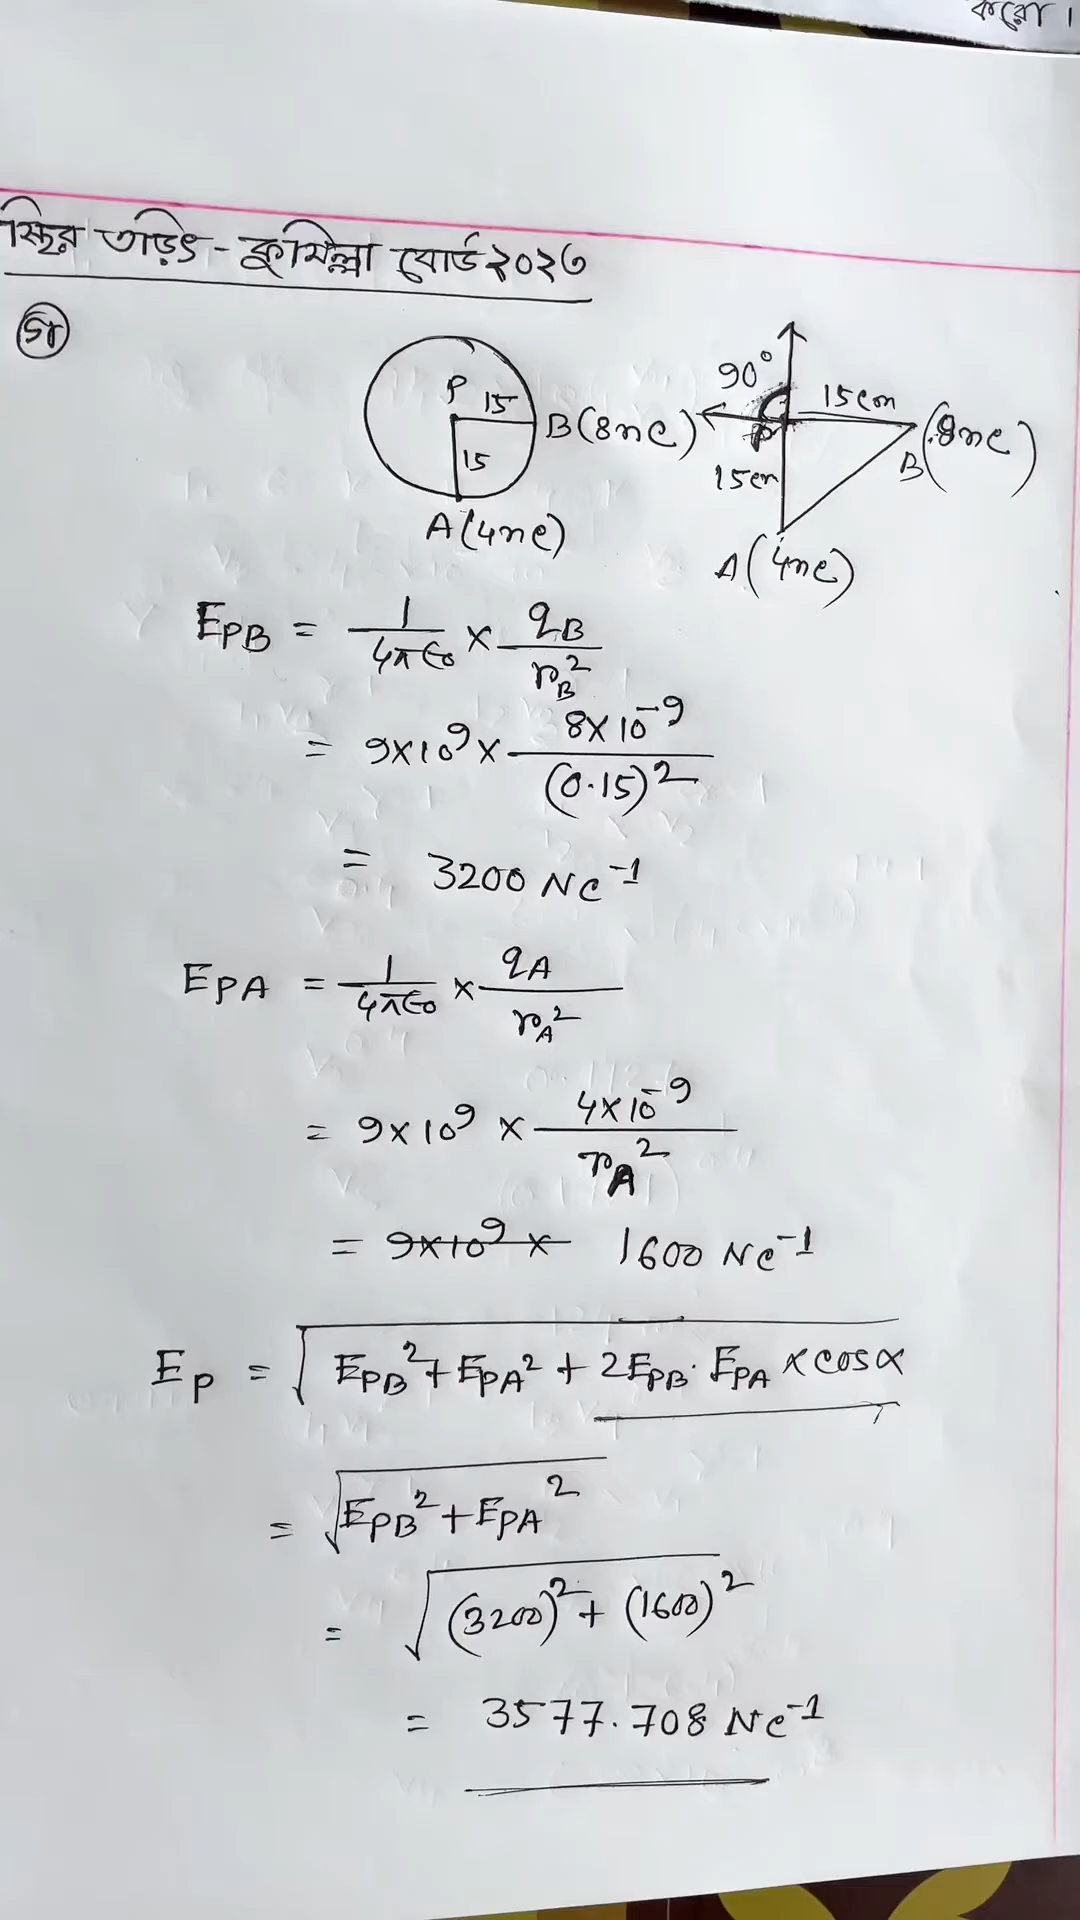 করো।
স্থির তড়িৎ - কুমিল্লা বোর্ড ২০২৩
গ
P 15
15
B(8nC)
A(4nC)
90°
15cm
P
15cm
B(8nC)
A(4nC)
EPB = 1/4πϵ₀ × qB/rB²
= 9×10⁹ × 8×10⁻⁹/(0.15)²
= 3200 NC⁻¹
EPA = 1/4πϵ₀ × qA/rA²
= 9×10⁹ × 4×10⁻⁹/rA²
= 9×10⁹ × 1600 NC⁻¹
EP = √(EPB² + EPA² + 2EPB·EPA × cosα)
= √(EPB² + EPA²)
= √((3200)² + (1600)²)
= 3577.708 NC⁻¹